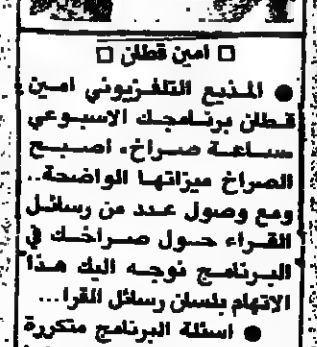 □ امين قطان □
● المذيع التلفزيوني امين
قطان برنامجك الاسبوعي
ساعة صراخ، اصبح
الصراخ ميزاتها الواضحة..
ومع وصول عدد من رسائل
القراء حول صراخك في
البرنامج نوجه اليك هذا
الاتهام بلسان رسائل القرا...
● اسئلة البرنامج متكررة